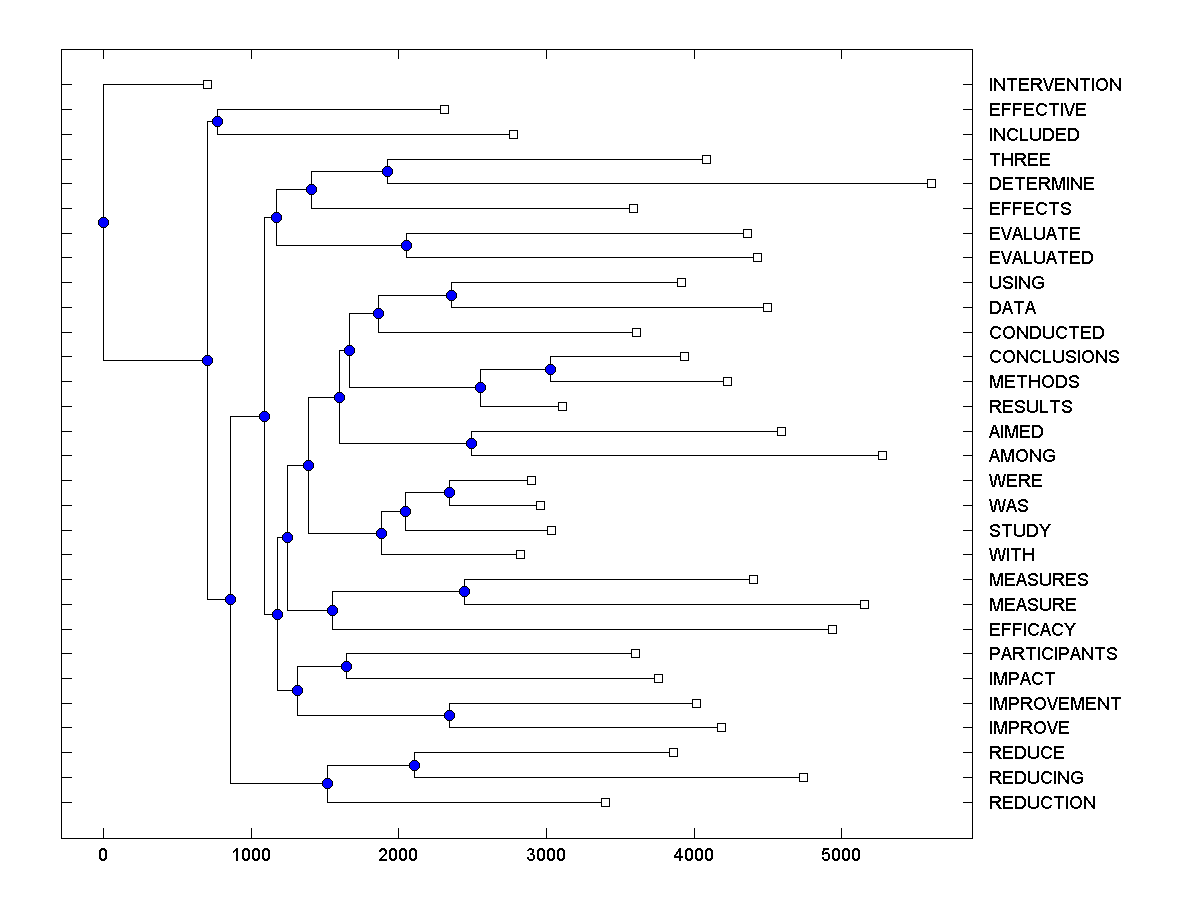 INTERVENTION
EFFECTIVE
INCLUDED
THREE
DETERMINE
EFFECTS
EVALUATE
EVALUATED
USING
DATA
CONDUCTED
CONCLUSIONS
METHODS
RESULTS
AIMED
AMONG
WERE
WAS
STUDY
WITH
MEASURES
MEASURE
EFFICACY
PARTICIPANTS
IMPACT
IMPROVEMENT
IMPROVE
REDUCE
REDUCING
REDUCTION
0 1000 2000 3000 4000 5000